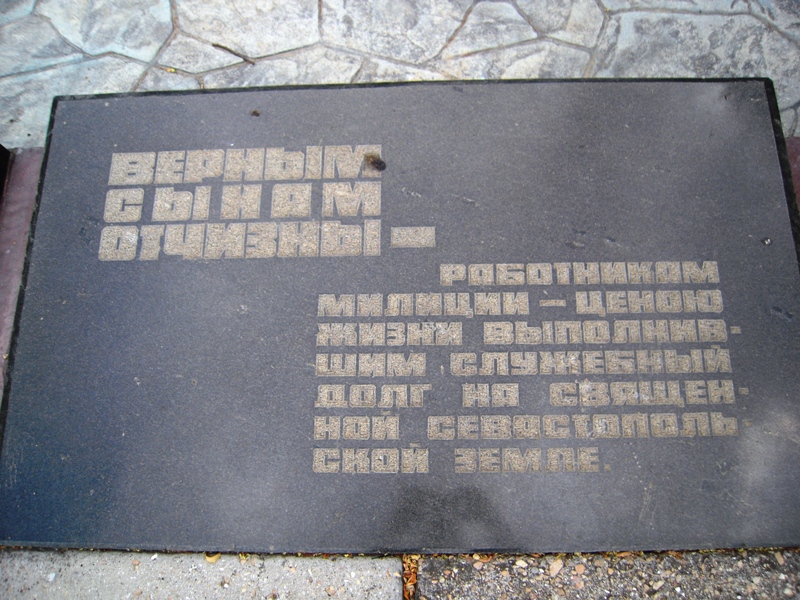 ВЕРНЫМ
СЫНАМ
ОТЧИЗНЫ —
РАБОТНИКАМ
МИЛИЦИИ — ЦЕНОЮ
ЖИЗНИ ВЫПОЛНИВ-
ШИМ СЛУЖЕБНЫЙ
ДОЛГ НА СВЯЩЕН-
НОЙ СЕВАСТОПОЛЬ-
СКОЙ ЗЕМЛЕ.